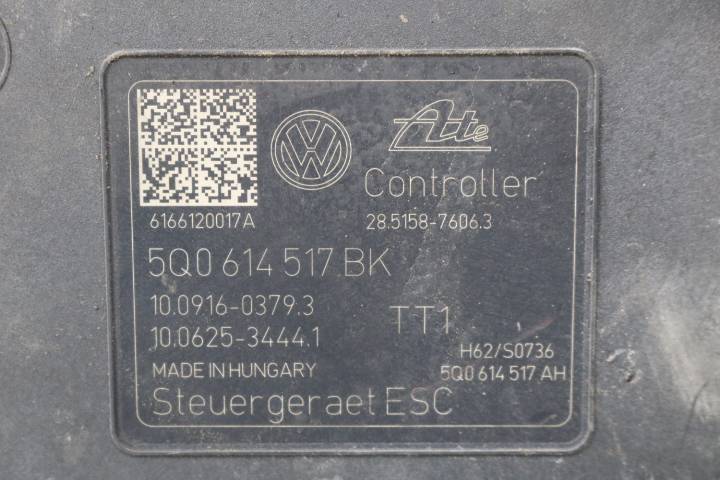 Ate
Controller
6166120017A
28.5158-7606.3
5Q0 614 517 BK
10.0916-0379.3
TT1
10.0625-3444.1
H62/S0736
MADE IN HUNGARY
5Q0 614 517 AH
Steuergeraet ESC